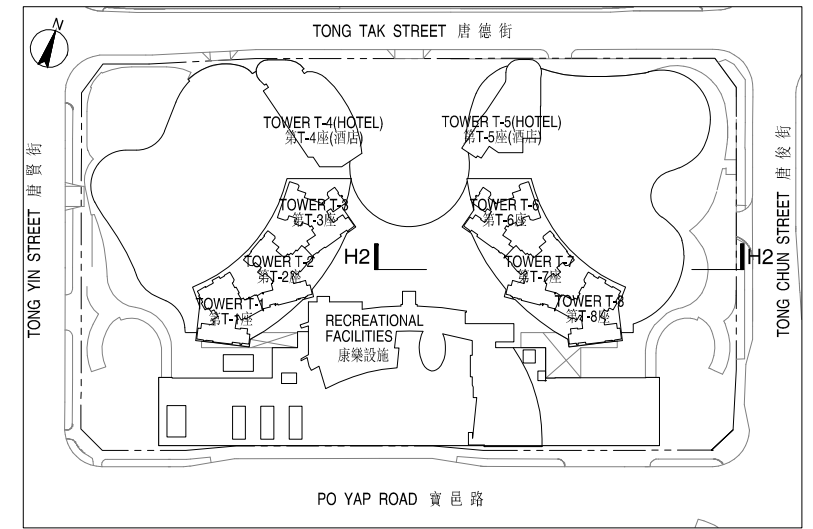 N
TONG TAK STREET 唐德街
TOWER T-4(HOTEL)
第T-4座(酒店)
TOWER T-5(HOTEL)
第T-5座(酒店)
TONG YIN STREET 唐賢街
TONG CHUN STREET 唐俊街
TOWER T-3
第T-3座
TOWER T-6
第T-6座
TOWER T-2
第T-2座
H2
TOWER T-7
第T-7座
H2
TOWER T-1
第T-1座
TOWER T-8
第T-8座
RECREATIONAL
FACILITIES
康樂設施
PO YAP ROAD 寶邑路